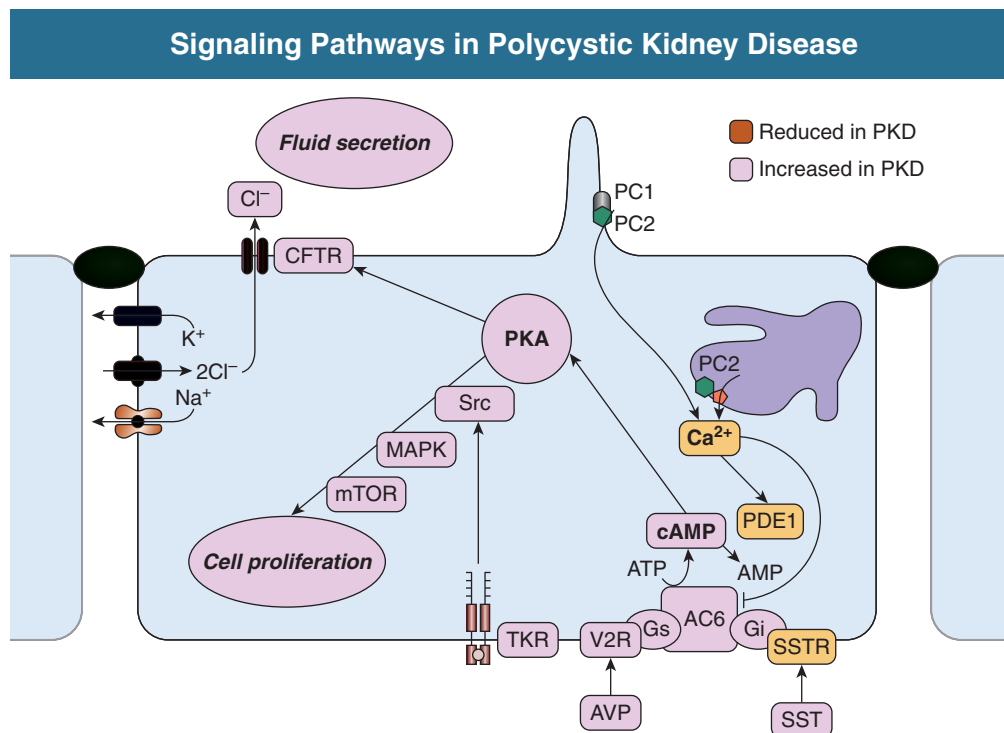 Signaling Pathways in Polycystic Kidney Disease
Reduced in PKD
Increased in PKD
Fluid secretion
Cl⁻
CFTR
PC1
PC2
K⁺
2Cl⁻
Na⁺
PKA
Src
MAPK
mTOR
Cell proliferation
PC2
Ca²⁺
PDE1
cAMP
ATP
AMP
AC6
Gs
Gi
TKR
V2R
SSTR
AVP
SST